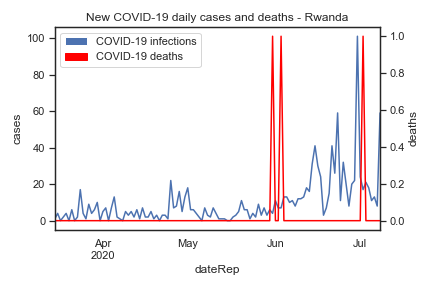 New COVID-19 daily cases and deaths - Rwanda
COVID-19 infections
COVID-19 deaths
100
80
60
40
20
0
cases
1.0
0.8
0.6
0.4
0.2
0.0
deaths
Apr
2020
May
Jun
Jul
dateRep